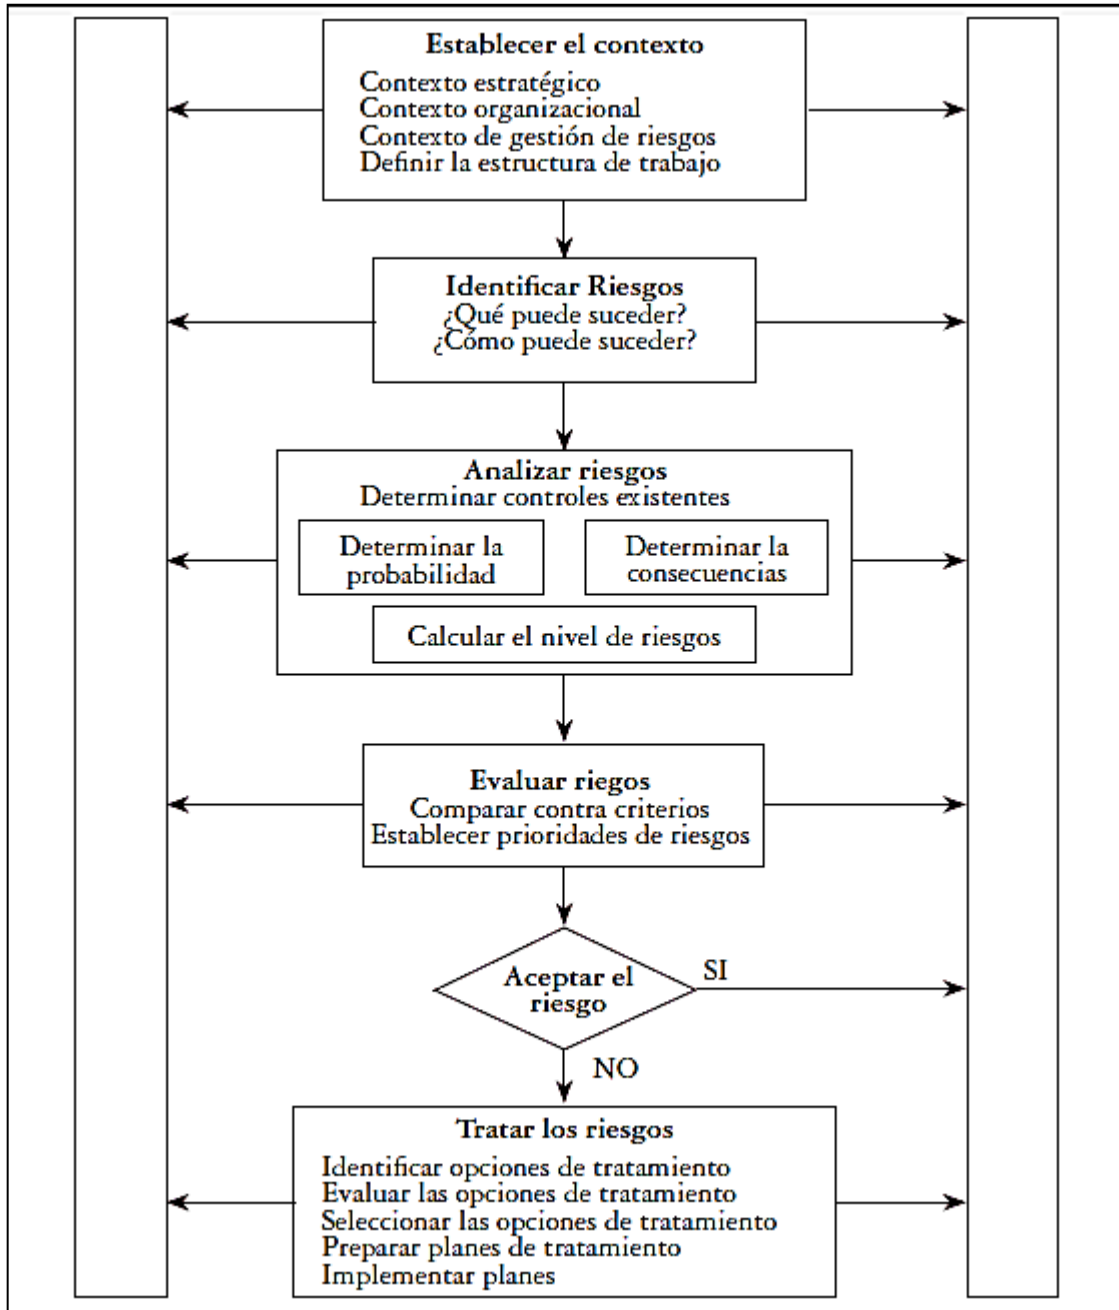 Establecer el contexto
Contexto estratégico
Contexto organizacional
Contexto de gestión de riesgos
Definir la estructura de trabajo
Identificar Riesgos
¿Qué puede suceder?
¿Cómo puede suceder?
Analizar riesgos
Determinar controles existentes
Determinar la
probabilidad
Determinar la
consecuencias
Calcular el nivel de riesgos
Evaluar riegos
Comparar contra criterios
Establecer prioridades de riesgos
Aceptar el
riesgo
SI
NO
Tratar los riesgos
Identificar opciones de tratamiento
Evaluar las opciones de tratamiento
Seleccionar las opciones de tratamiento
Preparar planes de tratamiento
Implementar planes